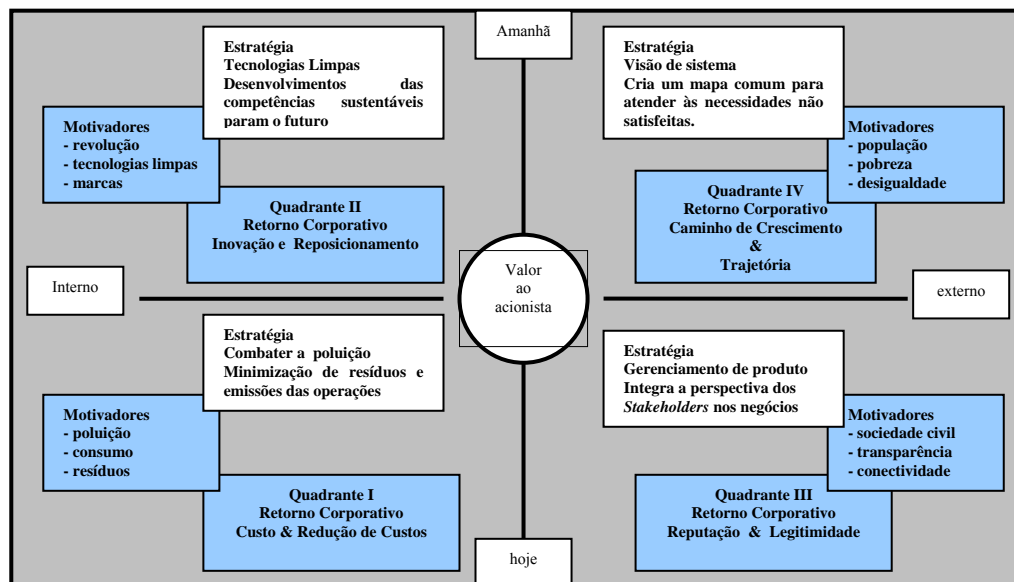 Amanhã
Estratégia
Tecnologias Limpas
Desenvolvimentos das
competências sustentáveis
param o futuro
Motivadores
- revolução
- tecnologias limpas
- marcas
Quadrante II
Retorno Corporativo
Inovação e Reposicionamento
Estratégia
Visão de sistema
Cria um mapa comum para
atender às necessidades não
satisfeitas.
Motivadores
- população
- pobreza
- desigualdade
Quadrante IV
Retorno Corporativo
Caminho de Crescimento
&
Trajetória
Interno
Valor
ao
acionista
externo
Estratégia
Combater a poluição
Minimização de resíduos e
emissões das operações
Motivadores
- poluição
- consumo
- resíduos
Quadrante I
Retorno Corporativo
Custo & Redução de Custos
Estratégia
Gerenciamento de produto
Integra a perspectiva dos
Stakeholders nos negócios
Motivadores
- sociedade civil
- transparência
- conectividade
Quadrante III
Retorno Corporativo
Reputação & Legitimidade
hoje